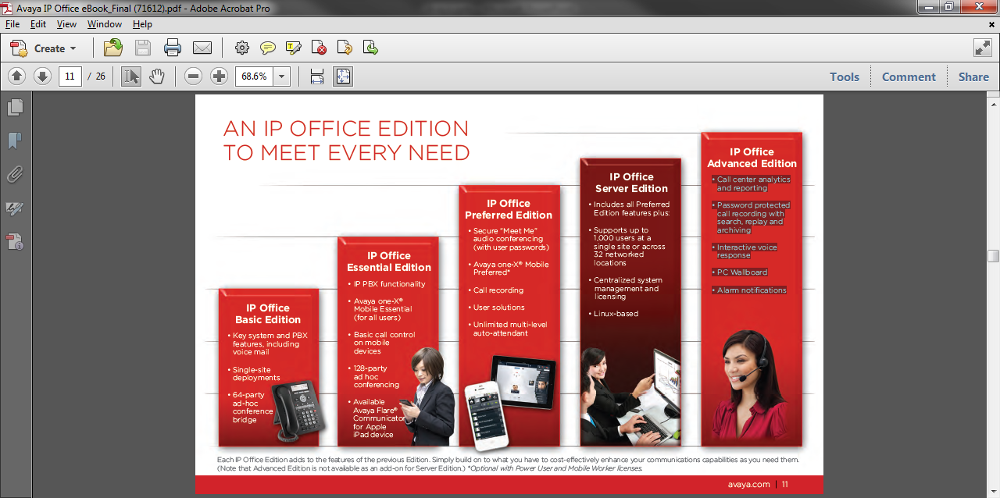 Avaya IP Office eBook_Final (71612).pdf - Adobe Acrobat Pro
File Edit View Window Help
Create
11 / 26 68.6% Tools Comment Share
AN IP OFFICE EDITION
TO MEET EVERY NEED
IP Office
Basic Edition
• Key system and PBX
features, including
voice mail
• Single-site
deployments
• 64-party
ad-hoc
conference
bridge
IP Office
Essential Edition
• IP PBX functionality
• Avaya one-X®
Mobile Essential
(for all users)
• Basic call control
on mobile
devices
• 128-party
ad hoc
conferencing
• Available
Avaya Flare®
Communicator
for Apple
iPad device
IP Office
Preferred Edition
• Secure "Meet Me"
audio conferencing
(with user passwords)
• Avaya one-X® Mobile
Preferred*
• Call recording
• User solutions
• Unlimited multi-level
auto-attendant
IP Office
Server Edition
• Includes all Preferred
Edition features plus:
• Supports up to
1,000 users at a
single site or across
32 networked
locations
• Centralized system
management and
licensing
• Linux-based
IP Office
Advanced Edition
• Call center analytics
and reporting
• Password protected
call recording with
search, replay and
archiving
• Interactive voice
response
• PC Wallboard
• Alarm notifications
Each IP Office Edition adds to the features of the previous Edition. Simply build on to what you have to cost-effectively enhance your communications capabilities as you need them.
(Note that Advanced Edition is not available as an add-on for Server Edition.) *Optional with Power User and Mobile Worker licenses.
avaya.com | 11